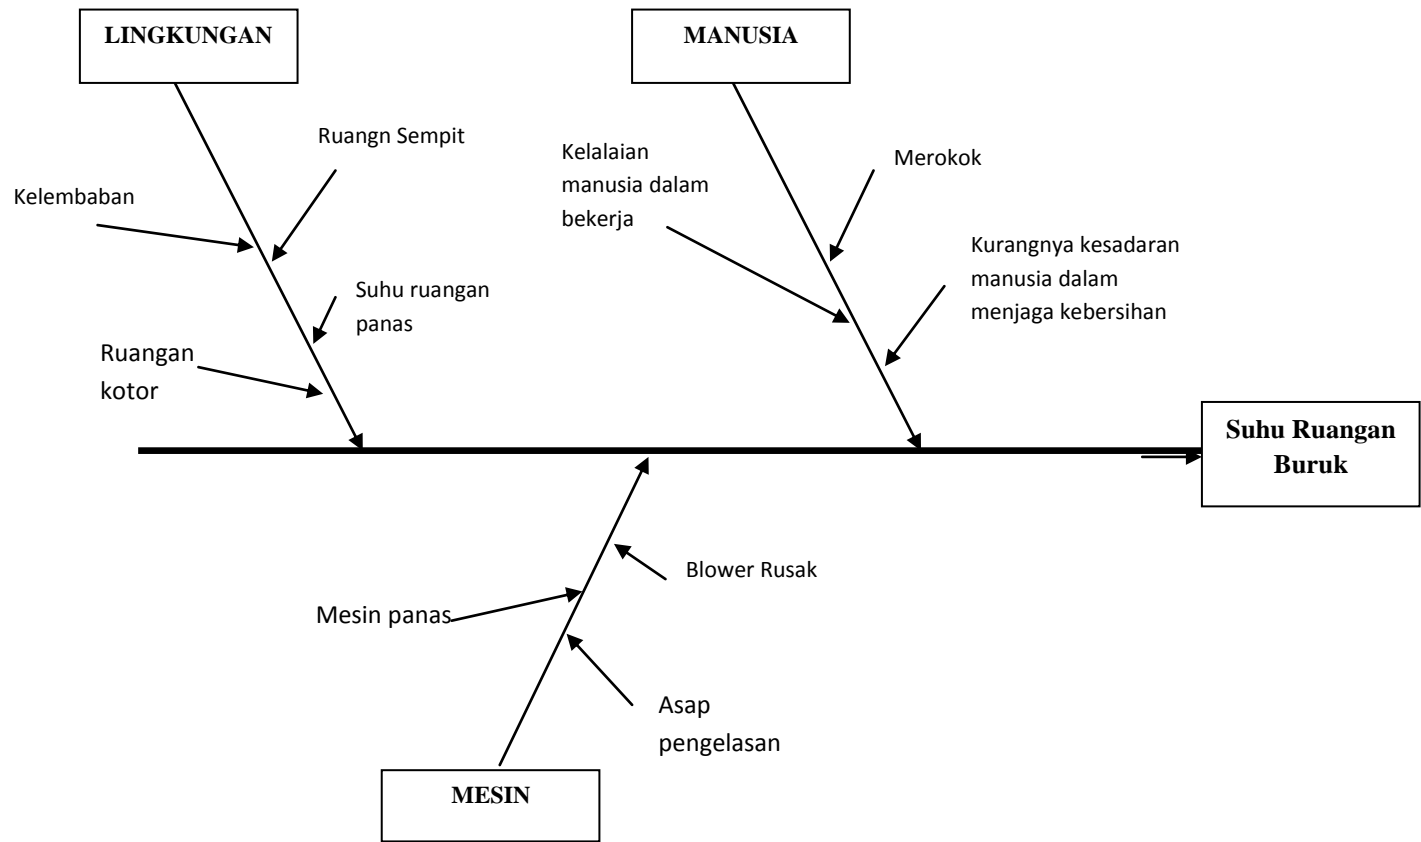 LINGKUNGAN
MANUSIA
Ruangn Sempit
Kelembaban
Suhu ruangan
panas
Ruangan
kotor
Kelalaian
manusia dalam
bekerja
Merokok
Kurangnya kesadaran
manusia dalam
menjaga kebersihan
Suhu Ruangan
Buruk
Blower Rusak
Mesin panas
Asap
pengelasan
MESIN